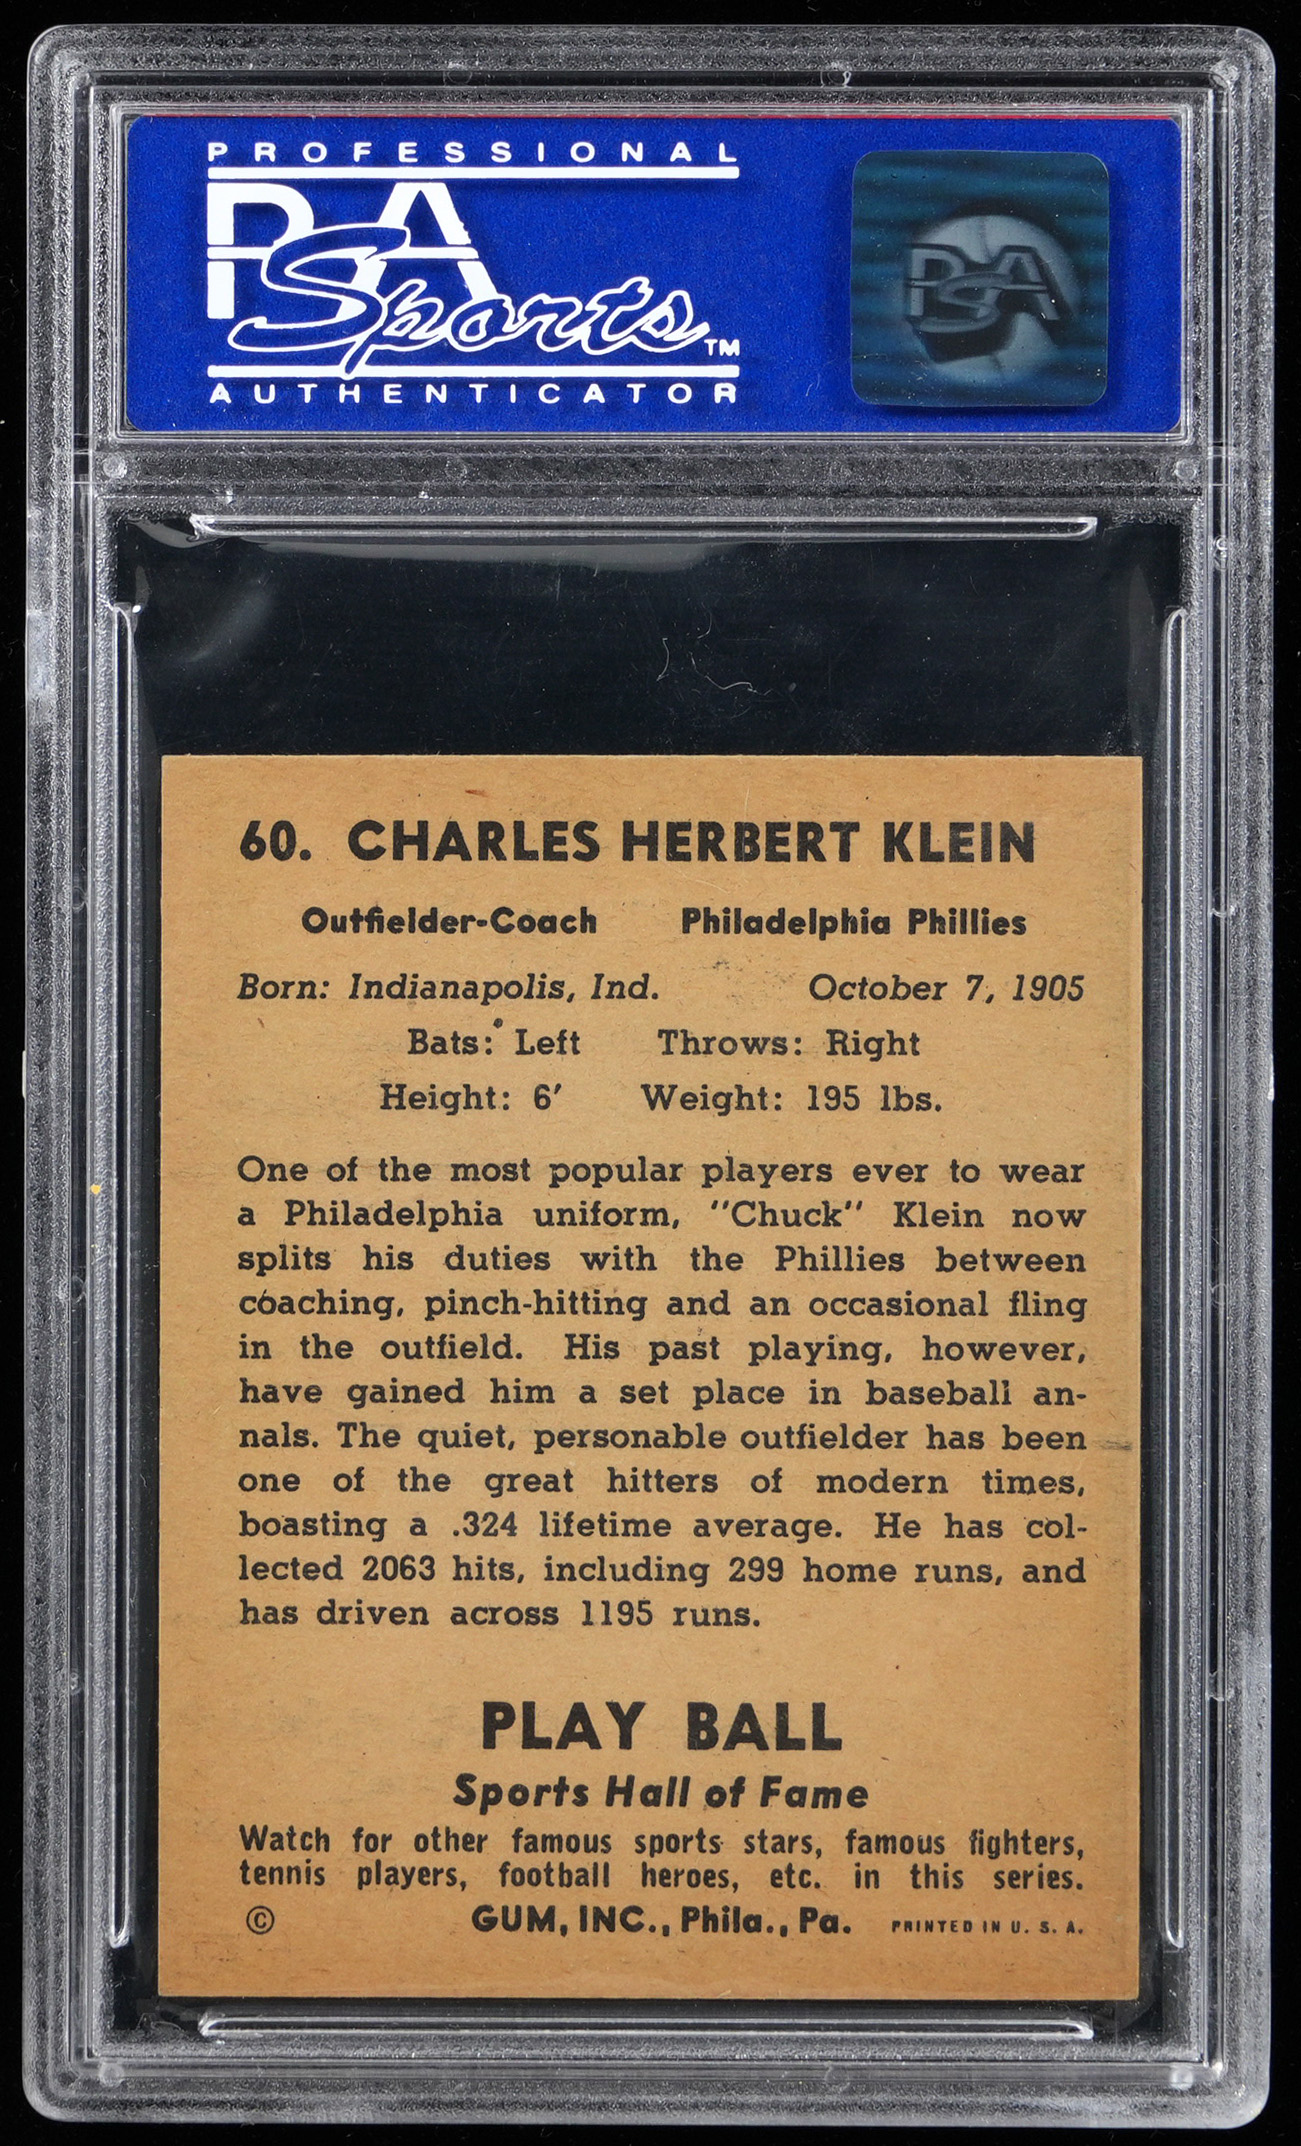 PROFESSIONAL
PSA
Sports™
AUTHENTICATOR
PSA
60. CHARLES HERBERT KLEIN
Outfielder-Coach Philadelphia Phillies
Born: Indianapolis, Ind. October 7, 1905
Bats: Left Throws: Right
Height: 6′ Weight: 195 lbs.
One of the most popular players ever to wear
a Philadelphia uniform, "Chuck" Klein now
splits his duties with the Phillies between
coaching, pinch-hitting and an occasional fling
in the outfield. His past playing, however,
have gained him a set place in baseball an-
nals. The quiet, personable outfielder has been
one of the great hitters of modern times,
boasting a .324 lifetime average. He has col-
lected 2063 hits, including 299 home runs, and
has driven across 1195 runs.
PLAY BALL
Sports Hall of Fame
Watch for other famous sports stars, famous fighters,
tennis players, football heroes, etc. in this series.
© GUM, INC., Phila., Pa. PRINTED IN U. S. A.